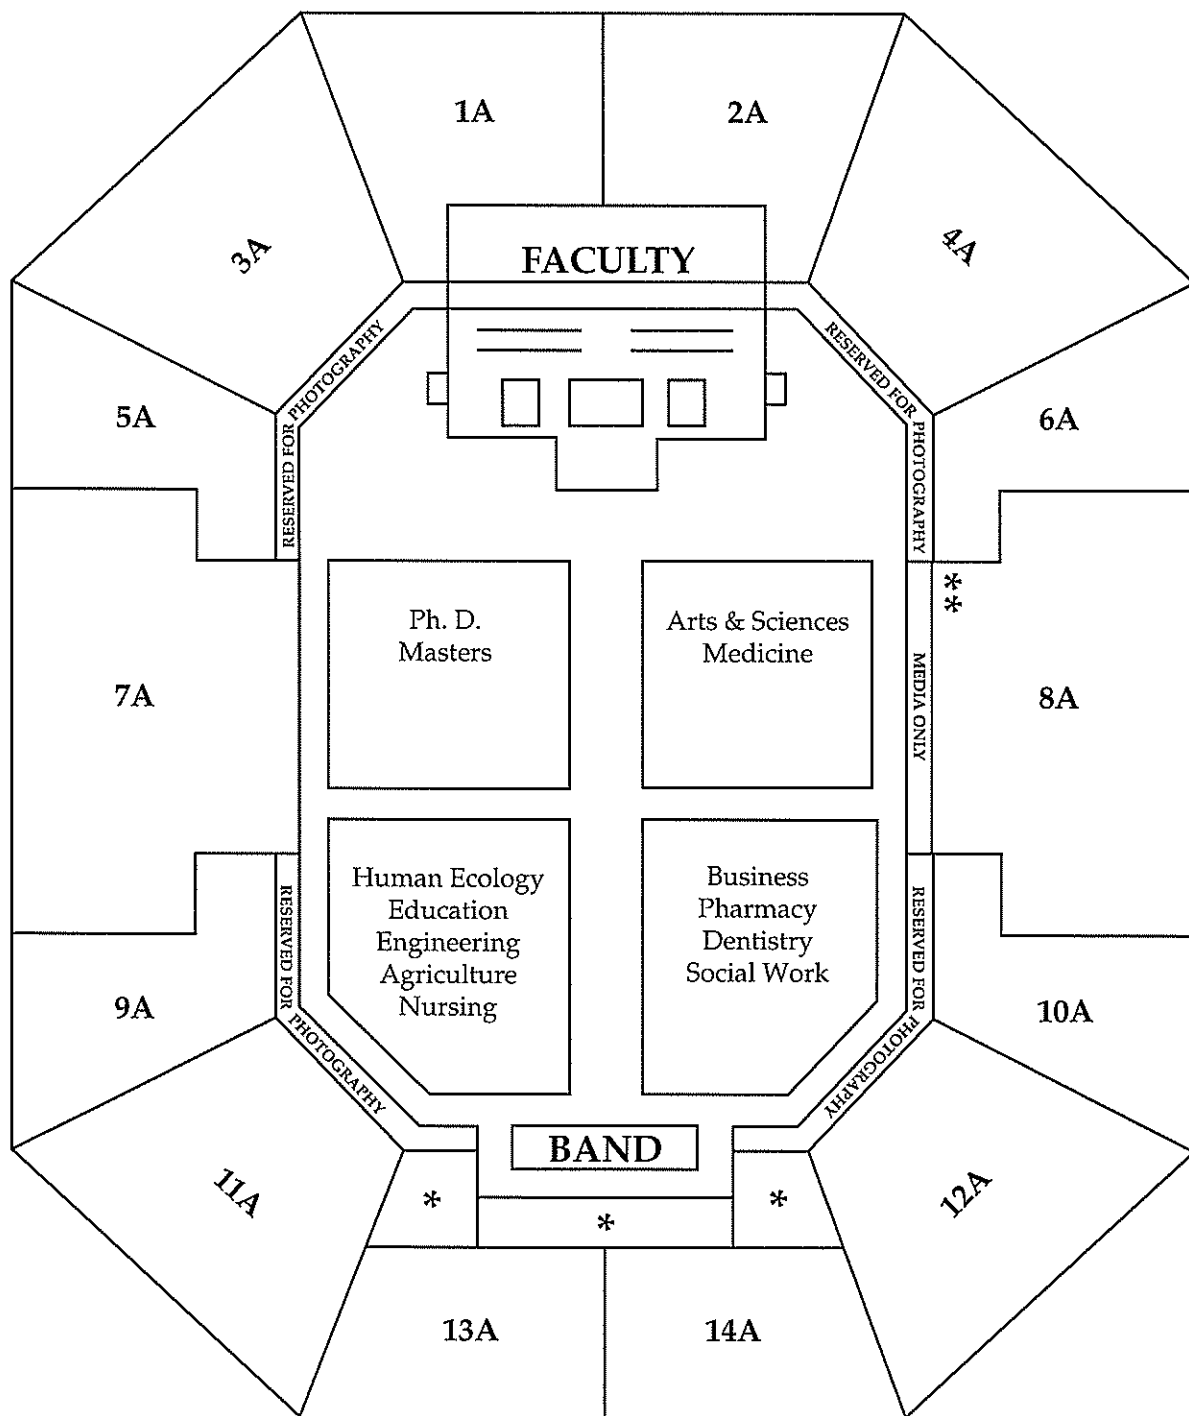 1A
2A
3A
FACULTY
4A
RESERVED FOR PHOTOGRAPHY
RESERVED FOR PHOTOGRAPHY
5A
6A
**
Ph. D.
Masters
Arts & Sciences
Medicine
7A
MEDIA ONLY
8A
Human Ecology
Education
Engineering
Agriculture
Nursing
Business
Pharmacy
Dentistry
Social Work
RESERVED FOR PHOTOGRAPHY
RESERVED FOR PHOTOGRAPHY
9A
10A
BAND
11A
*
*
*
12A
13A
14A